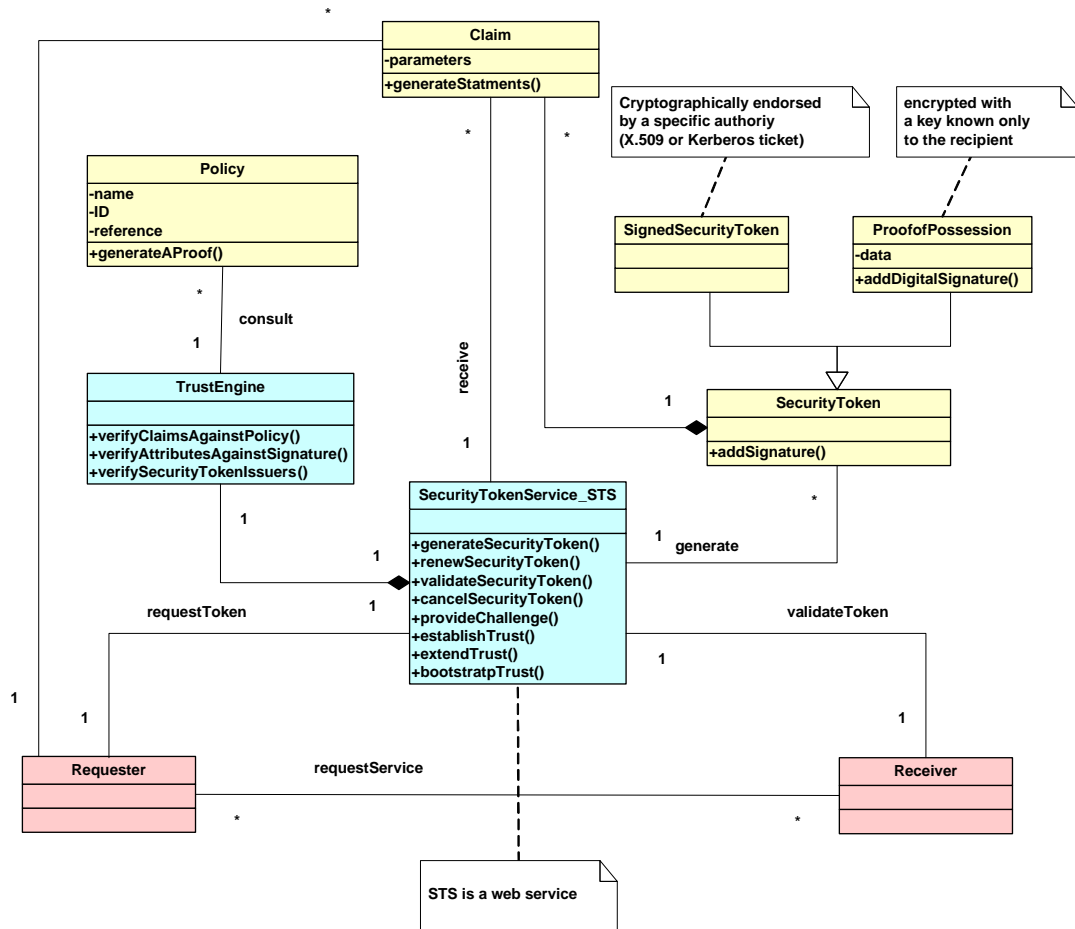 *
Claim
-parameters
+generateStatments()
Cryptographically endorsed
by a specific authoriy
(X.509 or Kerberos ticket)
encrypted with
a key known only
to the recipient
*
*
Policy
-name
-ID
-reference
+generateAProof()
SignedSecurityToken
ProofofPossession
-data
+addDigitalSignature()
*
consult
1
receive
TrustEngine
+verifyClaimsAgainstPolicy()
+verifyAttributesAgainstSignature()
+verifySecurityTokenIssuers()
1
SecurityToken
+addSignature()
1
SecurityTokenService_STS
+generateSecurityToken()
+renewSecurityToken()
+validateSecurityToken()
+cancelSecurityToken()
+provideChallenge()
+establishTrust()
+extendTrust()
+bootstratpTrust()
*
1
generate
1
1
1
requestToken
validateToken
1
1
1
1
Requester
requestService
Receiver
*
*
STS is a web service